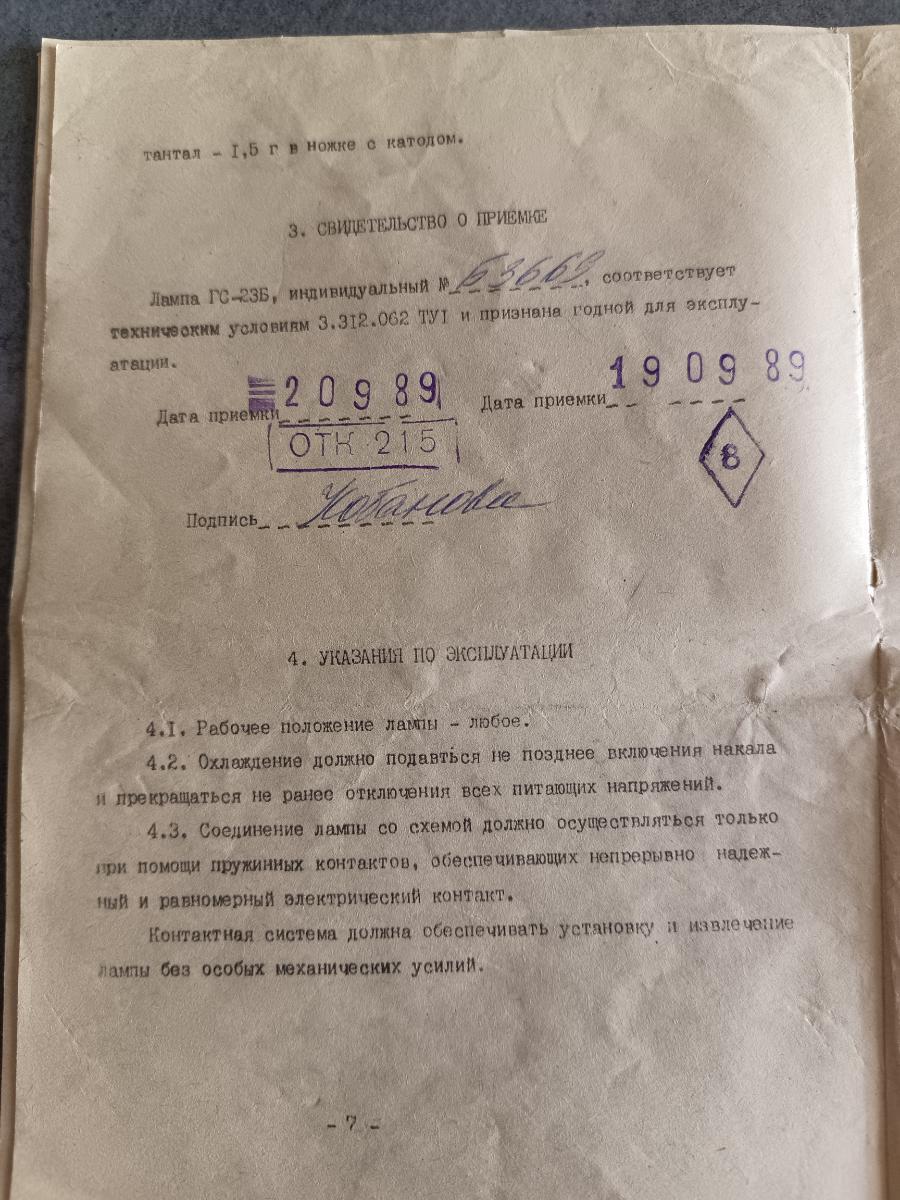 тантал - I,5 г в ножке с катодом.
3. СВИДЕТЕЛЬСТВО О ПРИЕМКЕ
Лампа ГС-23Б, индивидуальный № Б3669, соответствует
техническим условиям 3.3I2.062 ТУI и признана годной для эксплу-
атации.
Дата приемки 20 9 89 Дата приемки 19 09 89
ОТК 215
8
Подпись
4. УКАЗАНИЯ ПО ЭКСПЛУАТАЦИИ
4.I. Рабочее положение лампы - любое.
4.2. Охлаждение должно подавться не позднее включения накала
и прекращаться не ранее отключения всех питающих напряжений.
4.3. Соединение лампы со схемой должно осуществляться только
при помощи пружинных контактов, обеспечивающих непрерывно надеж-
ный и равномерный электрический контакт.
Контактная система должна обеспечивать установку и извлечение
лампы без особых механических усилий.
- 7 -